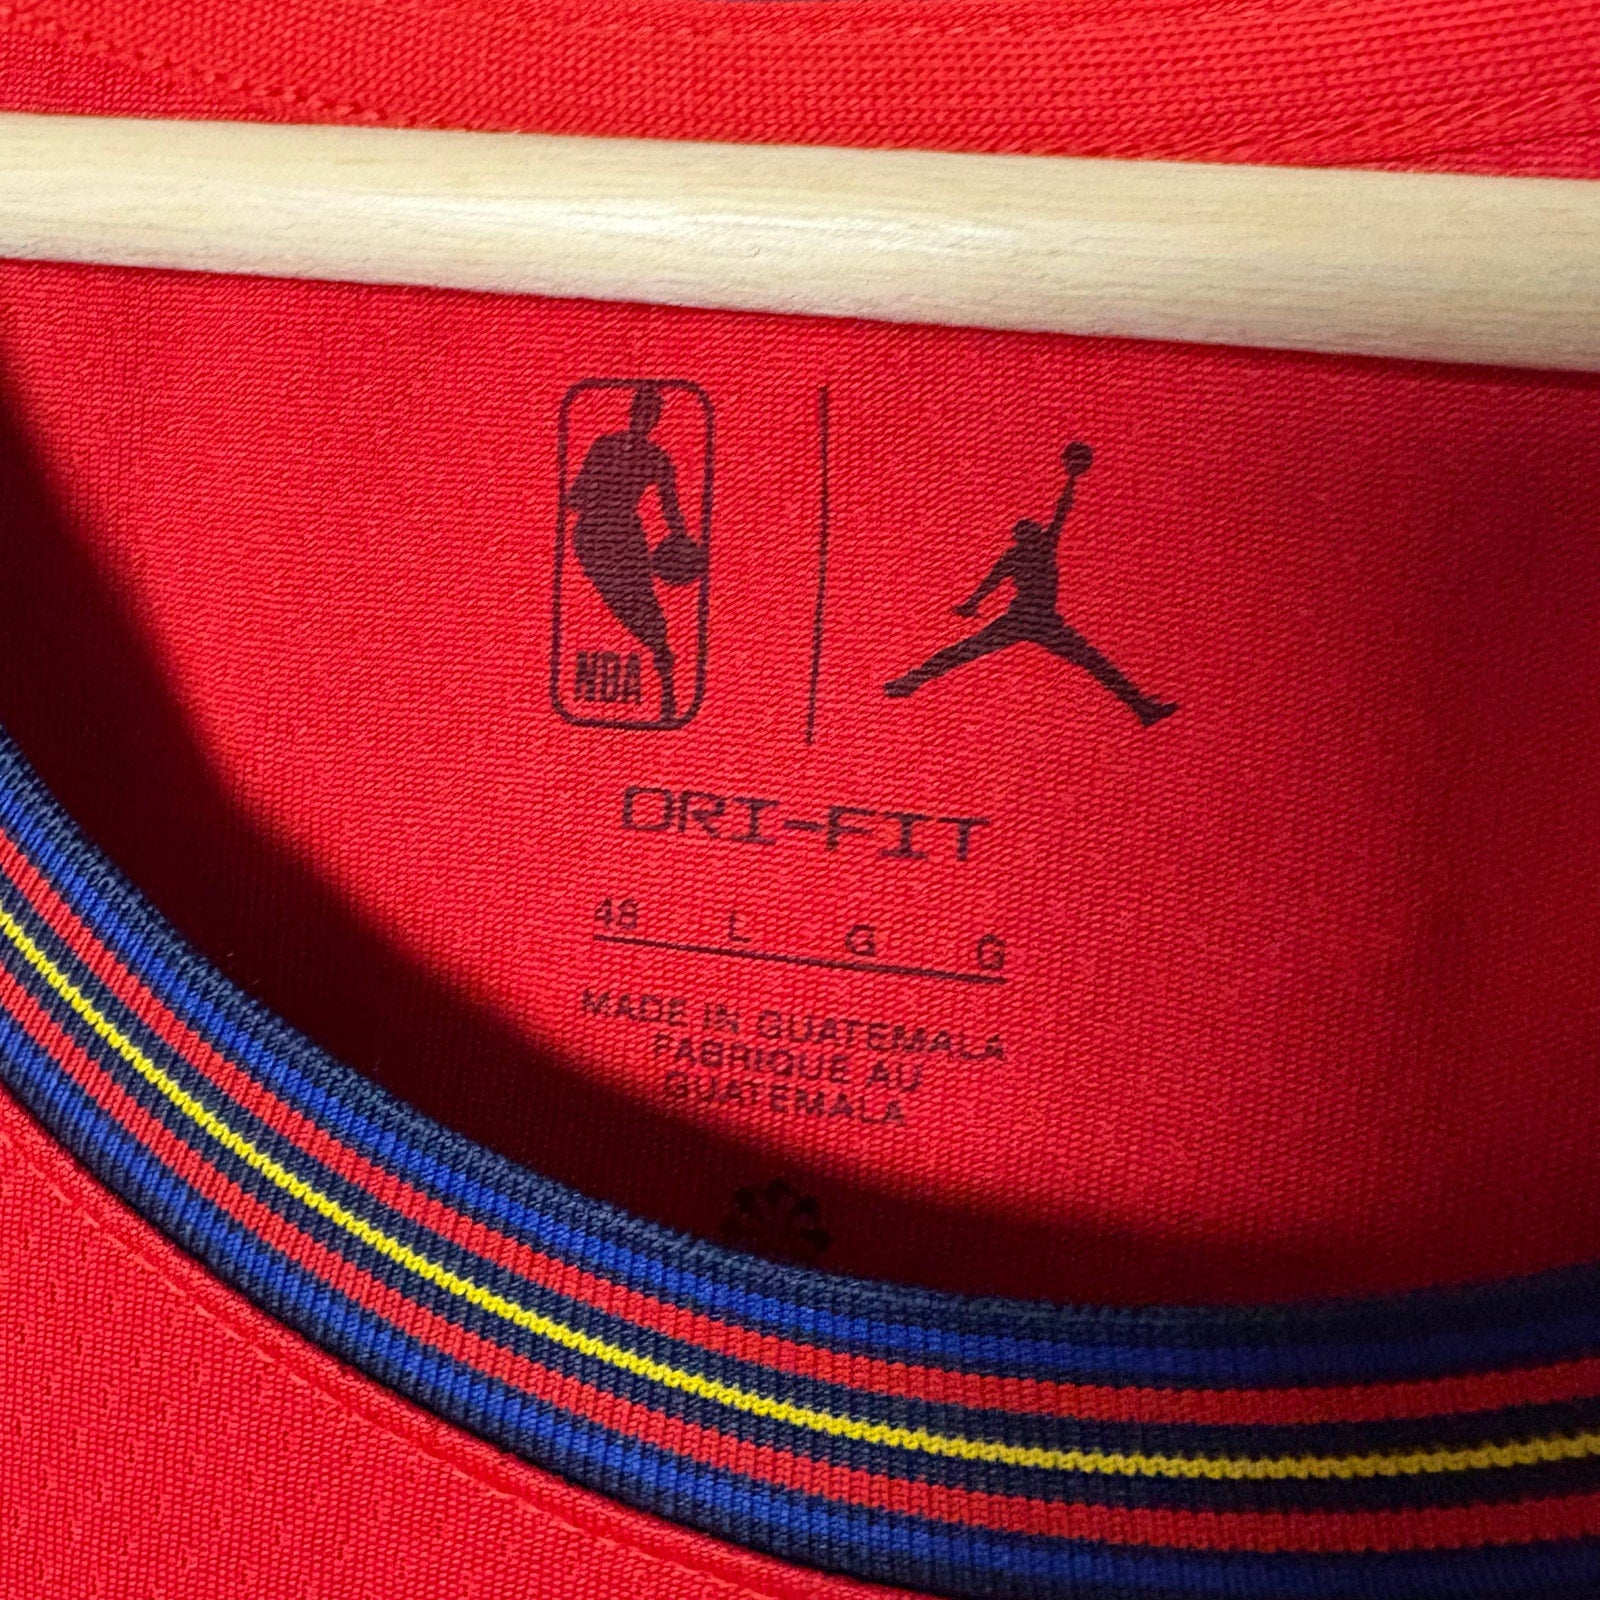 NBA
DRI-FIT
48 L G G
MADE IN GUATEMALA
FABRIQUE AU
GUATEMALA